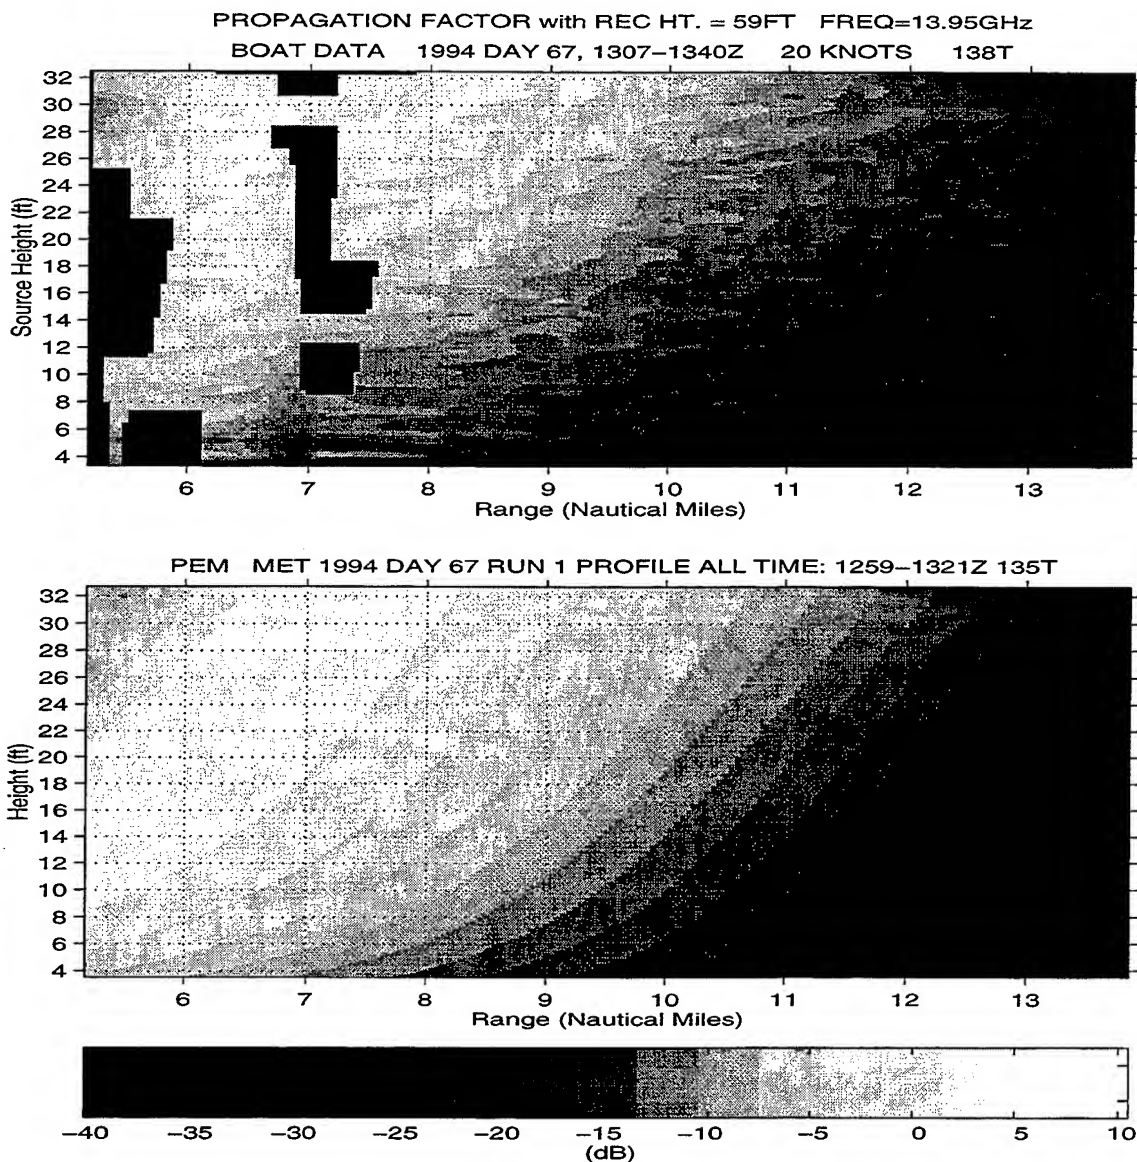 PROPAGATION FACTOR with REC HT. = 59FT FREQ=13.95GHz
BOAT DATA 1994 DAY 67, 1307-1340Z 20 KNOTS 138T
32
30
28
26
24
22
20
18
16
14
12
10
8
6
4
Source Height (ft)
6 7 8 9 10 11 12 13
Range (Nautical Miles)
PEM MET 1994 DAY 67 RUN 1 PROFILE ALL TIME: 1259-1321Z 135T
32
30
28
26
24
22
20
18
16
14
12
10
8
6
4
Height (ft)
6 7 8 9 10 11 12 13
Range (Nautical Miles)
-40 -35 -30 -25 -20 -15 -10 -5 0 5 10
(dB)